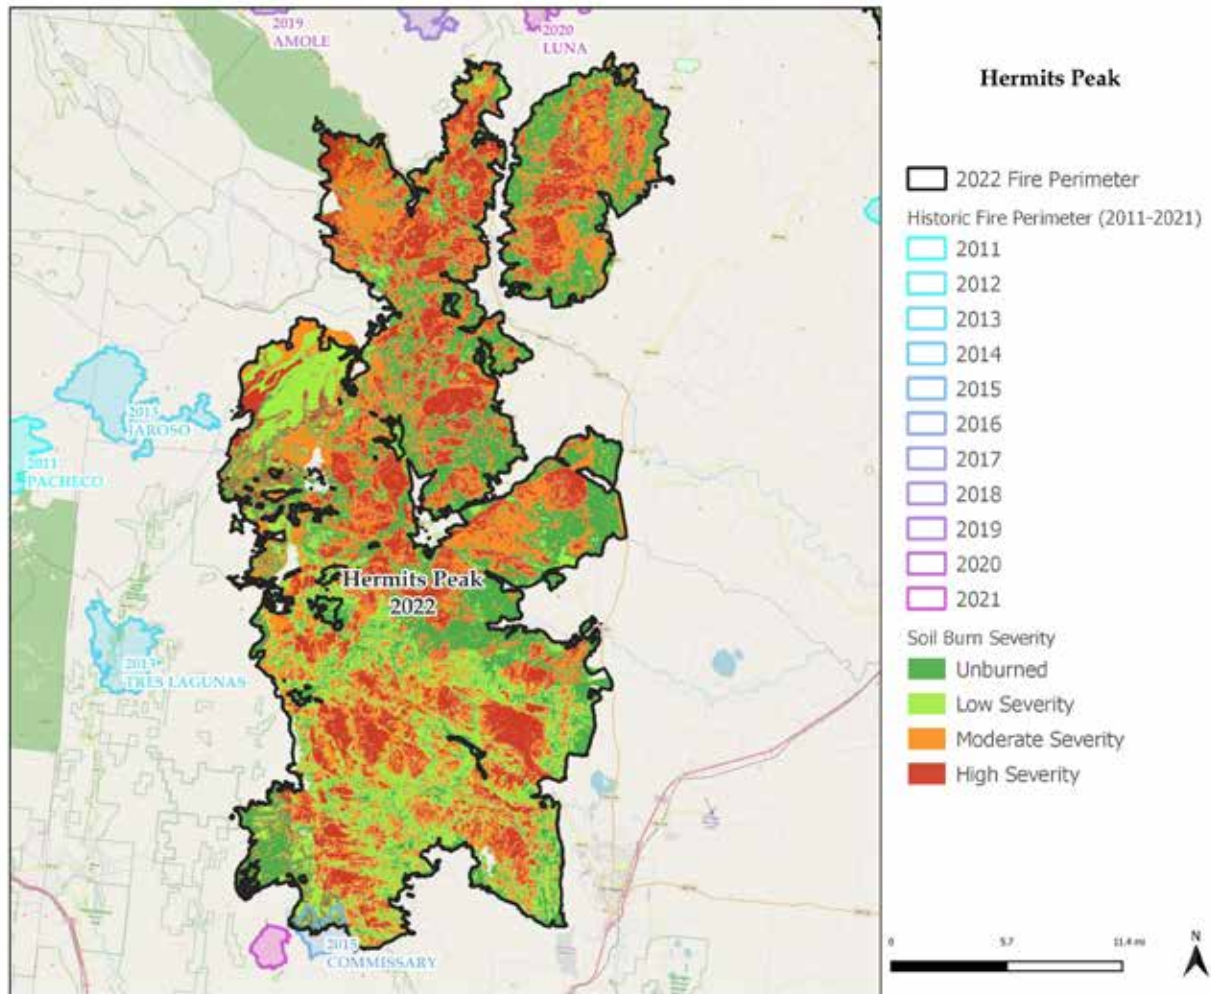 2019
AMOLE
2020
LUNA
2013
JAROSO
2011
PACHECO
Hermits Peak
2022
2013
TRES LAGUNAS
2015
COMMISSARY
Hermits Peak
2022 Fire Perimeter
Historic Fire Perimeter (2011-2021)
2011
2012
2013
2014
2015
2016
2017
2018
2019
2020
2021
Soil Burn Severity
Unburned
Low Severity
Moderate Severity
High Severity
0 5.7 11.4 mi
N